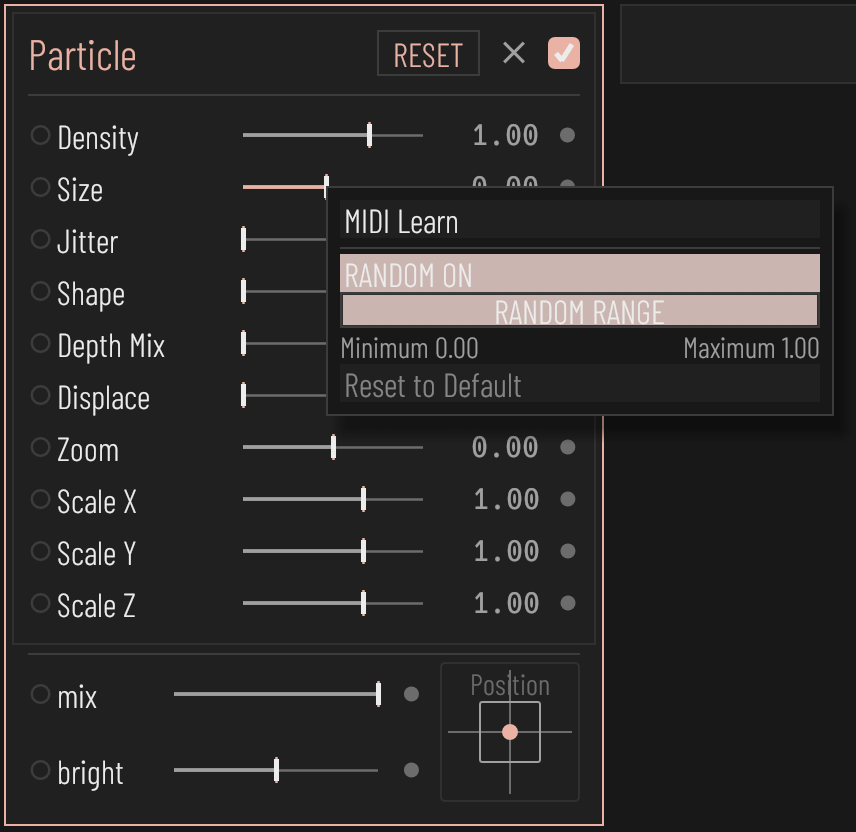 Particle
RESET
Density 1.00
Size 0.00
MIDI Learn
Jitter
RANDOM ON
Shape
RANDOM RANGE
Depth Mix
Minimum 0.00 Maximum 1.00
Displace
Reset to Default
Zoom 0.00
Scale X 1.00
Scale Y 1.00
Scale Z 1.00
mix
Position
bright